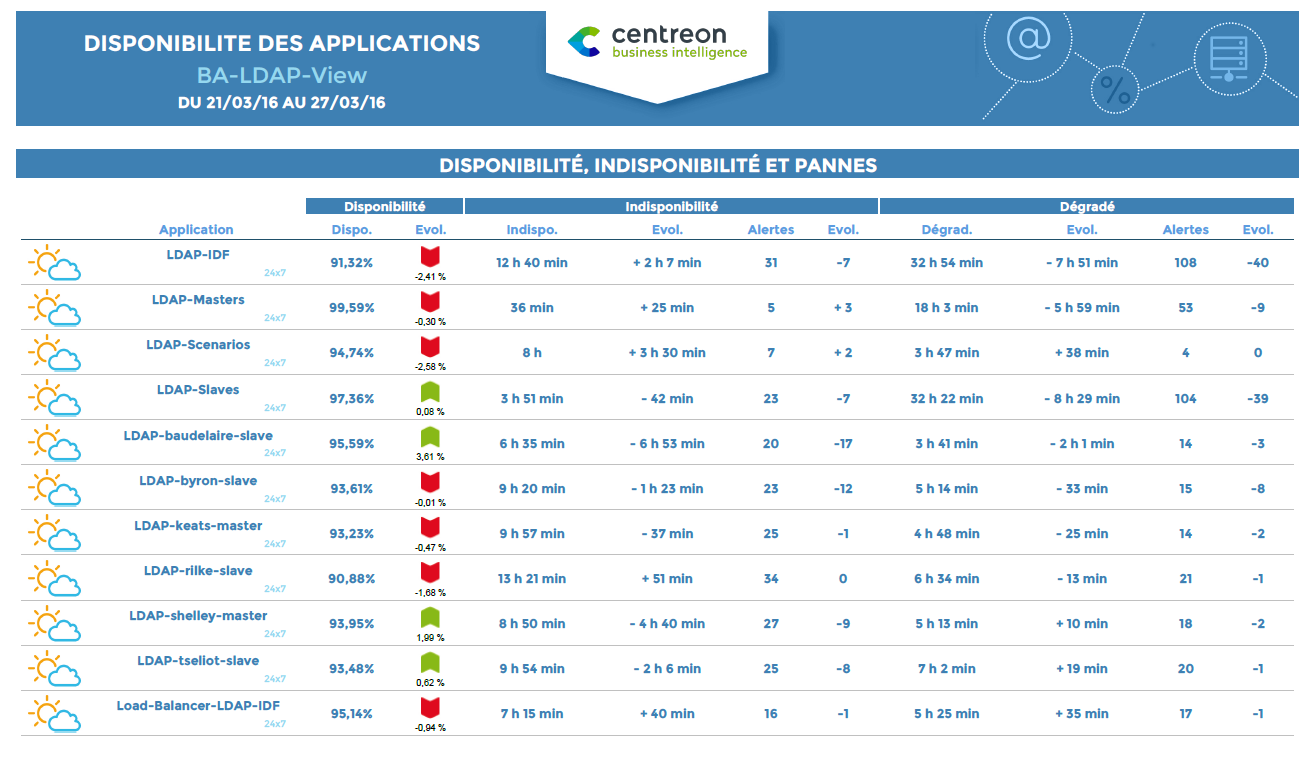 DISPONIBILITE DES APPLICATIONS
BA-LDAP-View
DU 21/03/16 AU 27/03/16
centreon
business intelligence
@
%
DISPONIBILITÉ, INDISPONIBILITÉ ET PANNES
Disponibilité Indisponibilité Dégradé
Application Dispo. Evol. Indispo. Evol. Alertes Evol. Dégrad. Evol. Alertes Evol.
LDAP-IDF 24x7 91,32% -2,41 % 12 h 40 min + 2 h 7 min 31 -7 32 h 54 min - 7 h 51 min 108 -40
LDAP-Masters 24x7 99,59% -0,30 % 36 min + 25 min 5 + 3 18 h 3 min - 5 h 59 min 53 -9
LDAP-Scenarios 24x7 94,74% -2,58 % 8 h + 3 h 30 min 7 + 2 3 h 47 min + 38 min 4 0
LDAP-Slaves 24x7 97,36% 0,08 % 3 h 51 min - 42 min 23 -7 32 h 22 min - 8 h 29 min 104 -39
LDAP-baudelaire-slave 24x7 95,59% 3,61 % 6 h 35 min - 6 h 53 min 20 -17 3 h 41 min - 2 h 1 min 14 -3
LDAP-byron-slave 24x7 93,61% -0,01 % 9 h 20 min - 1 h 23 min 23 -12 5 h 14 min - 33 min 15 -8
LDAP-keats-master 24x7 93,23% -0,47 % 9 h 57 min - 37 min 25 -1 4 h 48 min - 25 min 14 -2
LDAP-rilke-slave 24x7 90,88% -1,68 % 13 h 21 min + 51 min 34 0 6 h 34 min - 13 min 21 -1
LDAP-shelley-master 24x7 93,95% 1,99 % 8 h 50 min - 4 h 40 min 27 -9 5 h 13 min + 10 min 18 -2
LDAP-tseliot-slave 24x7 93,48% 0,62 % 9 h 54 min - 2 h 6 min 25 -8 7 h 2 min + 19 min 20 -1
Load-Balancer-LDAP-IDF 24x7 95,14% -0,94 % 7 h 15 min + 40 min 16 -1 5 h 25 min + 35 min 17 -1